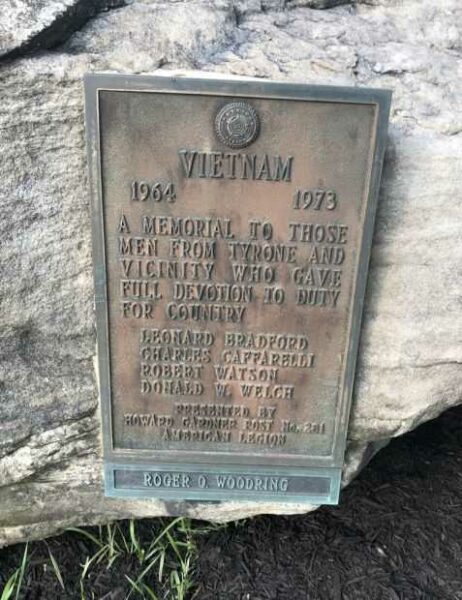 VIETNAM
1964 1973
A MEMORIAL TO THOSE
MEN FROM TYRONE AND
VICINITY WHO GAVE
FULL DEVOTION TO DUTY
FOR COUNTRY
LEONARD BRADFORD
CHARLES CAFFARELLI
ROBERT WATSON
DONALD W. WELCH
PRESENTED BY
HOWARD GARDNER POST No. 281
AMERICAN LEGION
ROGER O. WOODRING